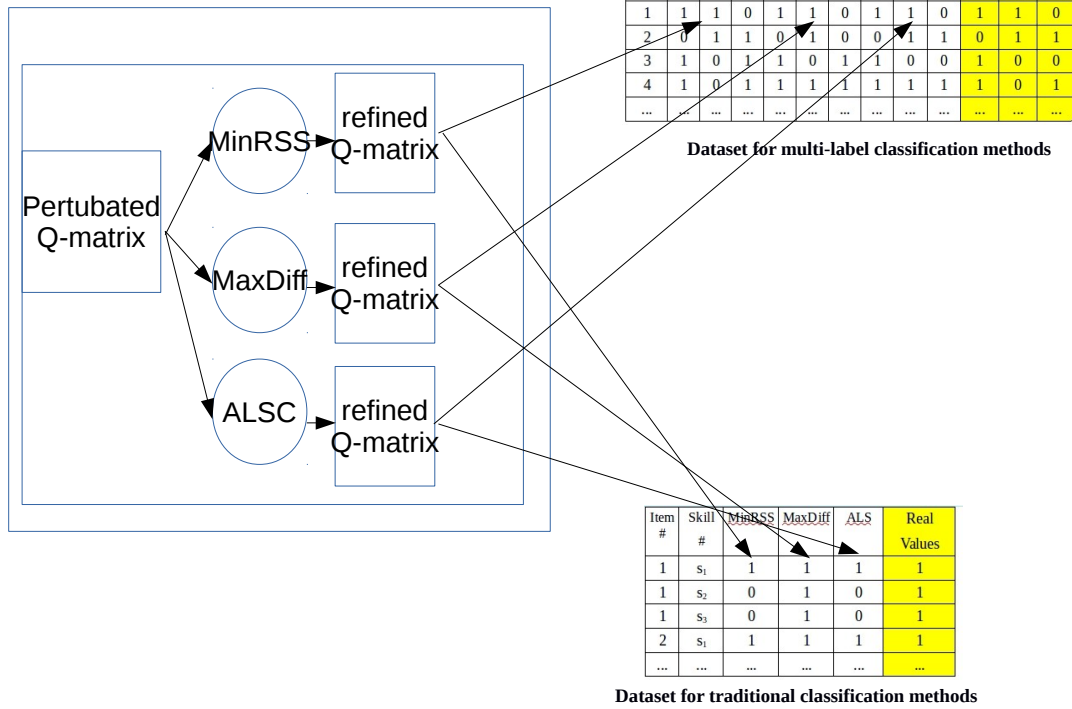 1 1 1 0 1 1 0 1 1 0 1 1 0
2 0 1 1 0 1 0 0 1 1 0 1 1
3 1 0 1 1 0 1 1 0 0 1 0 0
4 1 0 1 1 1 1 1 1 1 1 0 1
... ... ... ... ... ... ... ... ... ... ... ... ...
Dataset for multi-label classification methods
Pertubated
Q-matrix
MinRSS
refined
Q-matrix
MaxDiff
refined
Q-matrix
ALSC
refined
Q-matrix
Item # Skill # MinRSS MaxDiff ALS Real Values
1 s₁ 1 1 1 1
1 s₂ 0 1 0 1
1 s₃ 0 1 0 1
2 s₁ 1 1 1 1
... ... ... ... ... ...
Dataset for traditional classification methods